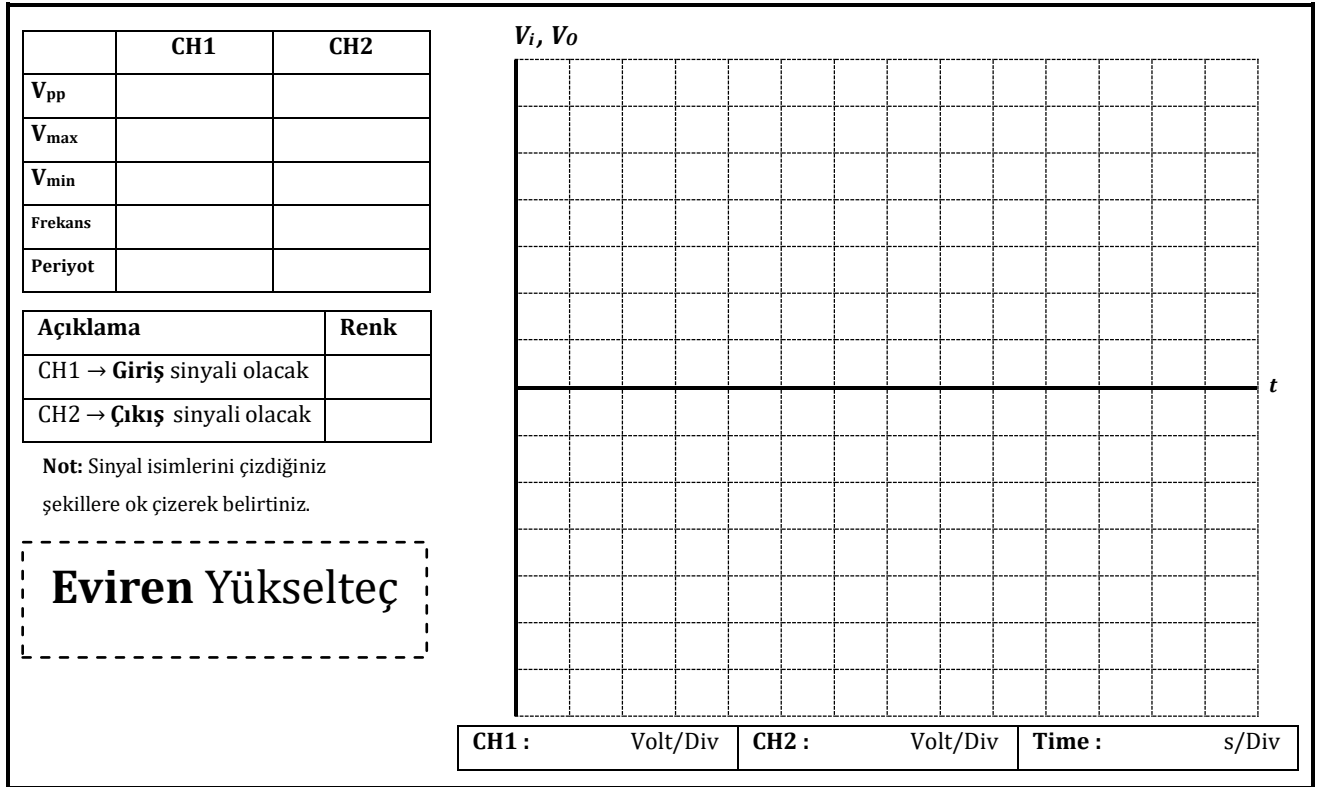 CH1 CH2
Vpp
Vmax
Vmin
Frekans
Periyot
Açıklama Renk
CH1 → Giriş sinyali olacak
CH2 → Çıkış sinyali olacak
Not: Sinyal isimlerini çizdiğiniz
şekillere ok çizerek belirtiniz.
Eviren Yükselteç
Vi, VO
t
CH1 : Volt/Div CH2 : Volt/Div Time : s/Div